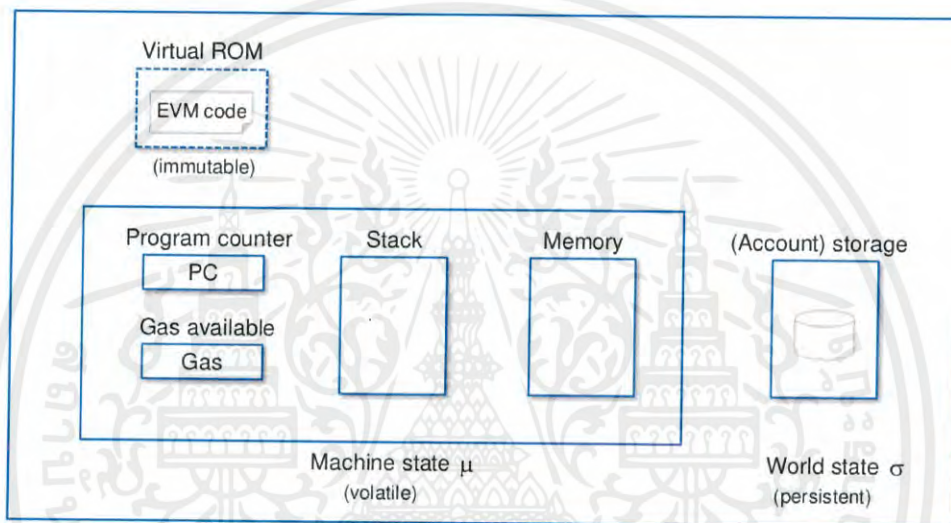 Virtual ROM
EVM code
(immutable)
Program counter
PC
Stack
Memory
(Account) storage
Gas available
Gas
Machine state μ
(volatile)
World state σ
(persistent)